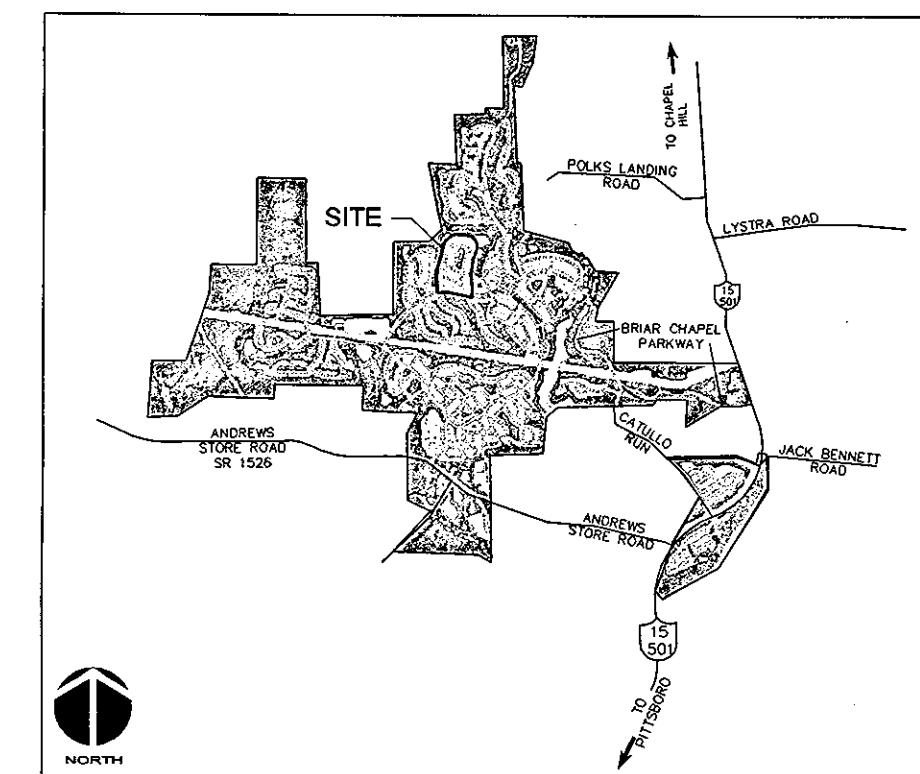 TO CHAPEL
HILL
POLKS LANDING
ROAD
SITE
LYSTRA ROAD
15
501
BRIAR CHAPEL
PARKWAY
ANDREWS
STORE ROAD
SR 1526
CATULLO
RUN
JACK BENNETT
ROAD
ANDREWS
STORE ROAD
15
501
TO
PITTSBORO
NORTH